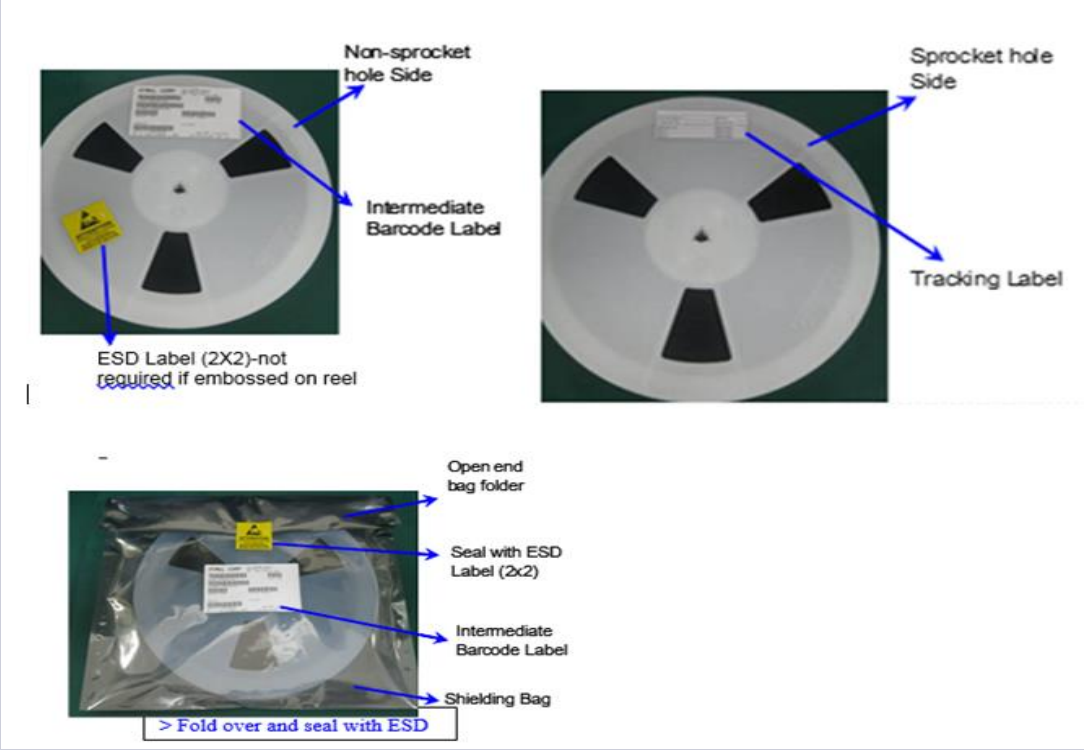 Non-sprocket
hole Side
Intermediate
Barcode Label
ESD Label (2X2)-not
required if embossed on reel
Sprocket hole
Side
Tracking Label
Open end
bag folder
Seal with ESD
Label (2x2)
Intermediate
Barcode Label
Shielding Bag
> Fold over and seal with ESD